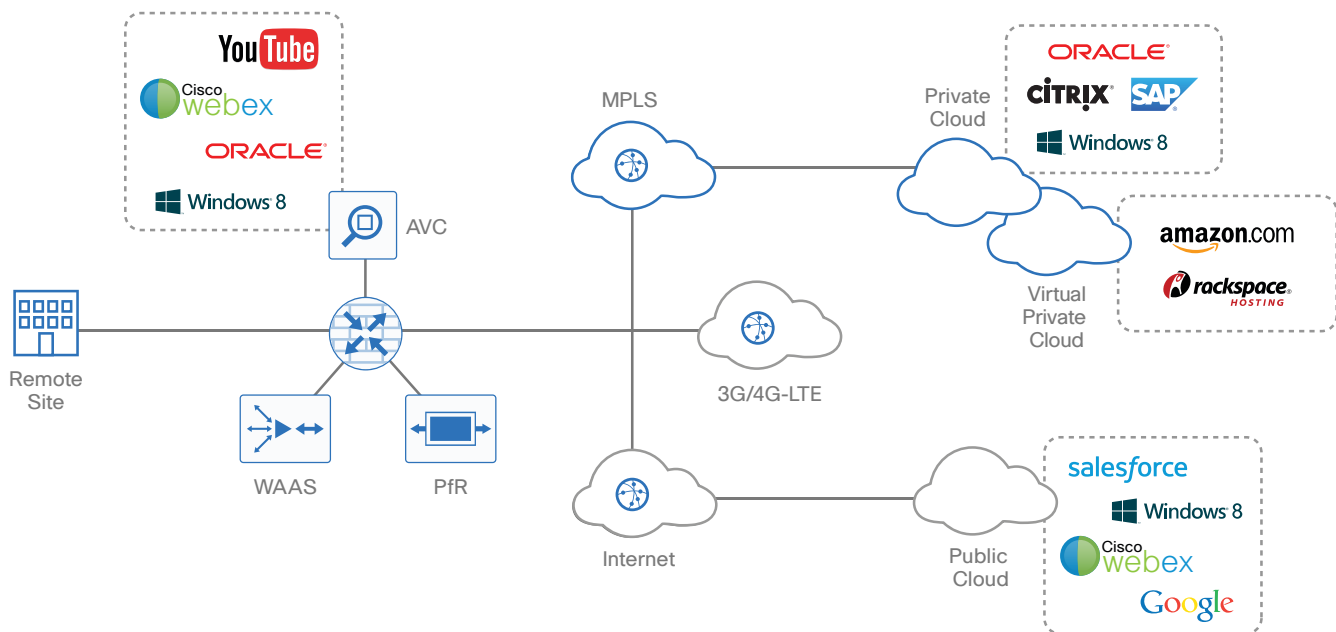 YouTube
Cisco
webex
ORACLE®
Windows® 8
AVC
Remote
Site
WAAS
PfR
MPLS
3G/4G-LTE
Internet
Private
Cloud
ORACLE®
CITRIX®
SAP®
Windows® 8
Virtual
Private
Cloud
amazon.com
rackspace®
HOSTING
Public
Cloud
salesforce
Windows® 8
Cisco
webex
Google